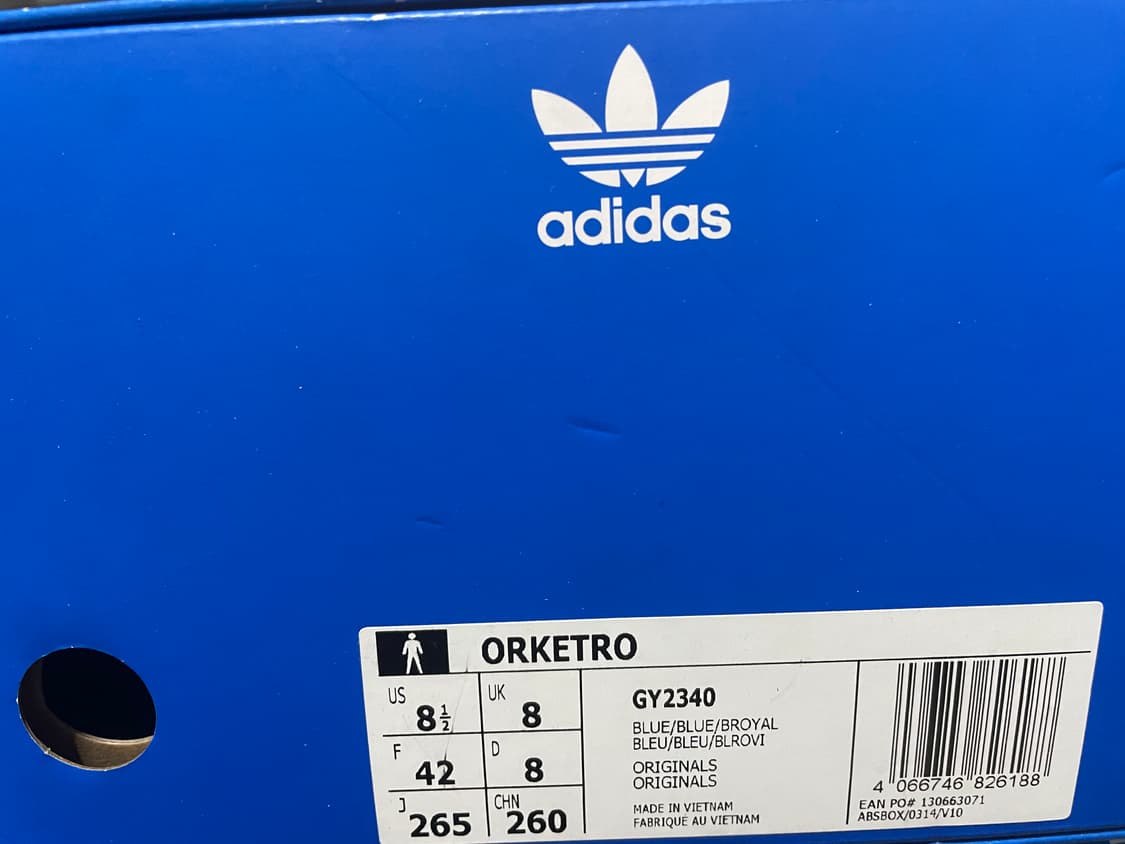 adidas
ORKETRO
US 8½ UK 8
F 42 D 8
J 265 CHN 260
GY2340
BLUE/BLUE/BROYAL
BLEU/BLEU/BLROVI
ORIGINALS
ORIGINALS
MADE IN VIETNAM
FABRIQUÉ AU VIETNAM
4 066746 826188
EAN PO# 130663071
ABSBOX/0314/V10